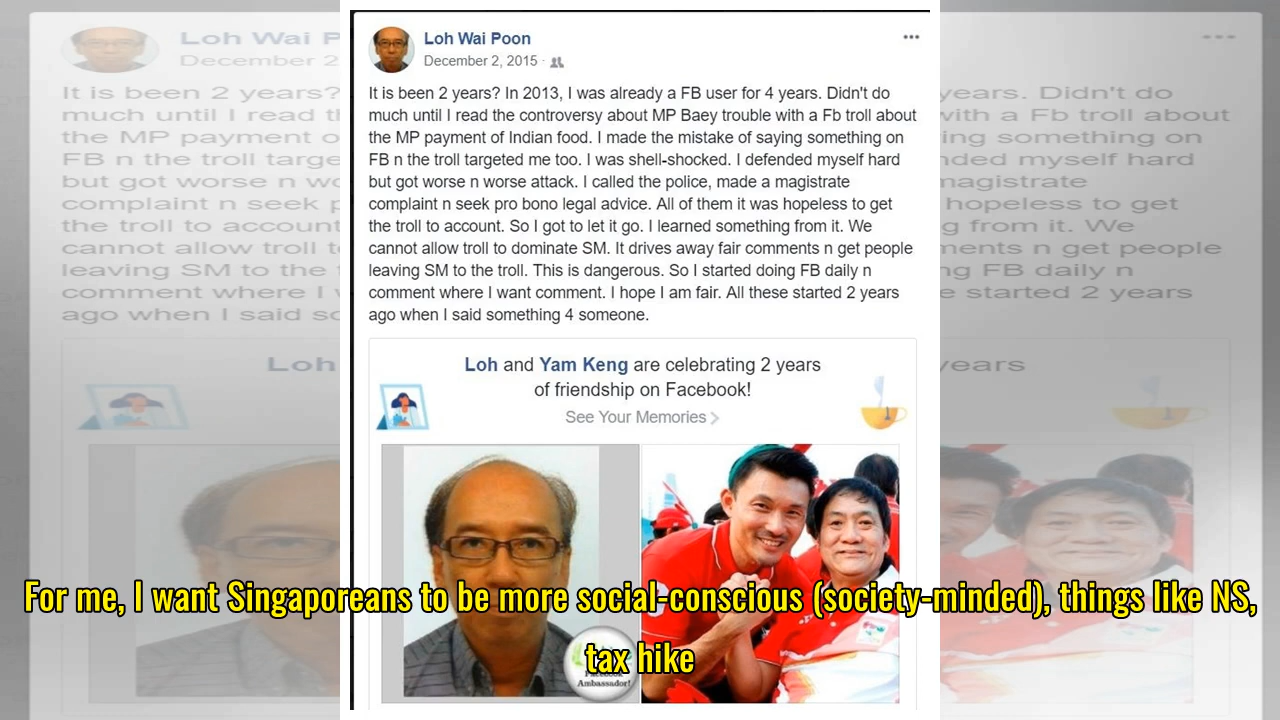 Loh Wai Poon
December 2, 2015 ·
It is been 2 years? In 2013, I was already a FB user for 4 years. Didn't do
much until I read the controversy about MP Baey trouble with a Fb troll about
the MP payment of Indian food. I made the mistake of saying something on
FB n the troll targeted me too. I was shell-shocked. I defended myself hard
but got worse n worse attack. I called the police, made a magistrate
complaint n seek pro bono legal advice. All of them it was hopeless to get
the troll to account. So I got to let it go. I learned something from it. We
cannot allow troll to dominate SM. It drives away fair comments n get people
leaving SM to the troll. This is dangerous. So I started doing FB daily n
comment where I want comment. I hope I am fair. All these started 2 years
ago when I said something 4 someone.
Loh and Yam Keng are celebrating 2 years
of friendship on Facebook!
See Your Memories
For me, I want Singaporeans to be more social-conscious (society-minded), things like NS,
tax hike
Facebook
Ambassador!